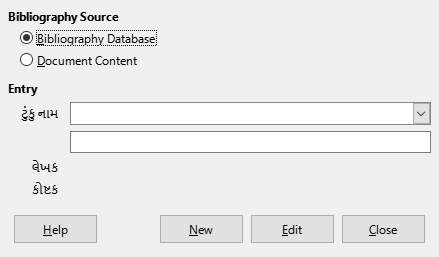 Bibliography Source
Bibliography Database
Document Content
Entry
ટુંકુ નામ
લેખક
કોષ્ટક
Help New Edit Close